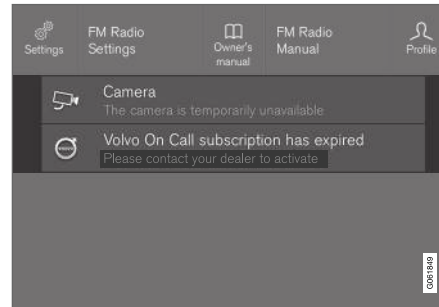 Settings
FM Radio
Settings
Owner's
manual
FM Radio
Manual
Profile
Camera
The camera is temporarily unavailable
Volvo On Call subscription has expired
Please contact your dealer to activate
G061849